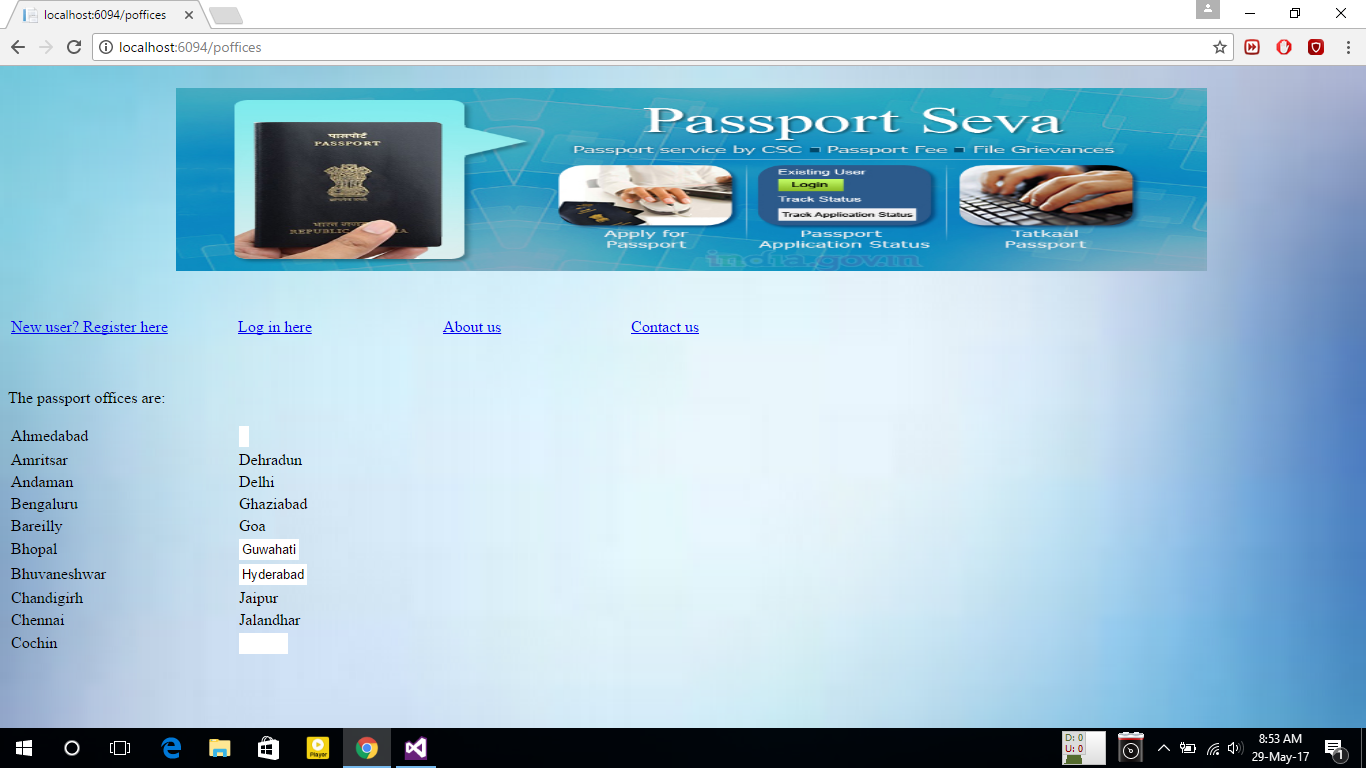 localhost:6094/poffices
localhost:6094/poffices
पासपोर्ट
PASSPORT
भारत गणराज्य
Passport Seva
Passport service by CSC ■ Passport Fee ■ File Grievances
Existing User
Login
Track Status
Track Application Status
Apply for
Passport
Passport
Application Status
Tatkaal
Passport
india.gov.in
New user? Register here
Log in here
About us
Contact us
The passport offices are:
Ahmedabad
Amritsar
Dehradun
Andaman
Delhi
Bengaluru
Ghaziabad
Bareilly
Goa
Bhopal
Guwahati
Bhuvaneshwar
Hyderabad
Chandigirh
Jaipur
Chennai
Jalandhar
Cochin
Player
D: 0
U: 0
8:53 AM
29-May-17
1